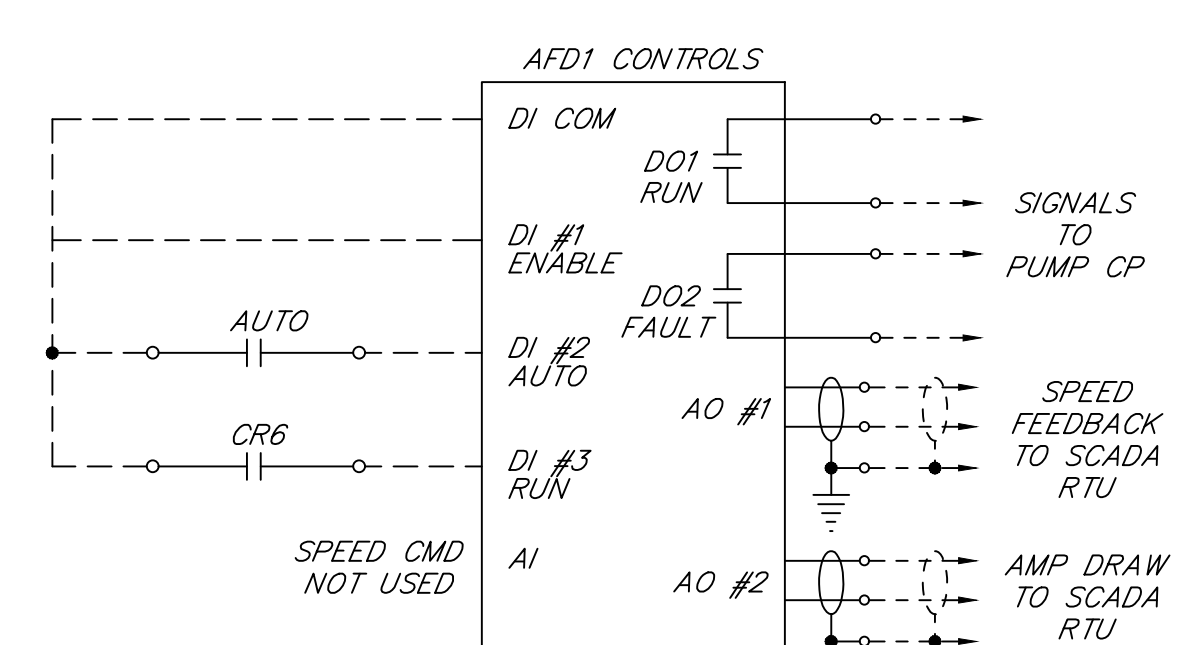 AFD1 CONTROLS
DI COM
DO1
RUN
SIGNALS
TO
PUMP CP
DI #1
ENABLE
DO2
FAULT
AUTO
DI #2
AUTO
AO #1
SPEED
FEEDBACK
TO SCADA
RTU
CR6
DI #3
RUN
SPEED CMD
NOT USED
AI
AO #2
AMP DRAW
TO SCADA
RTU